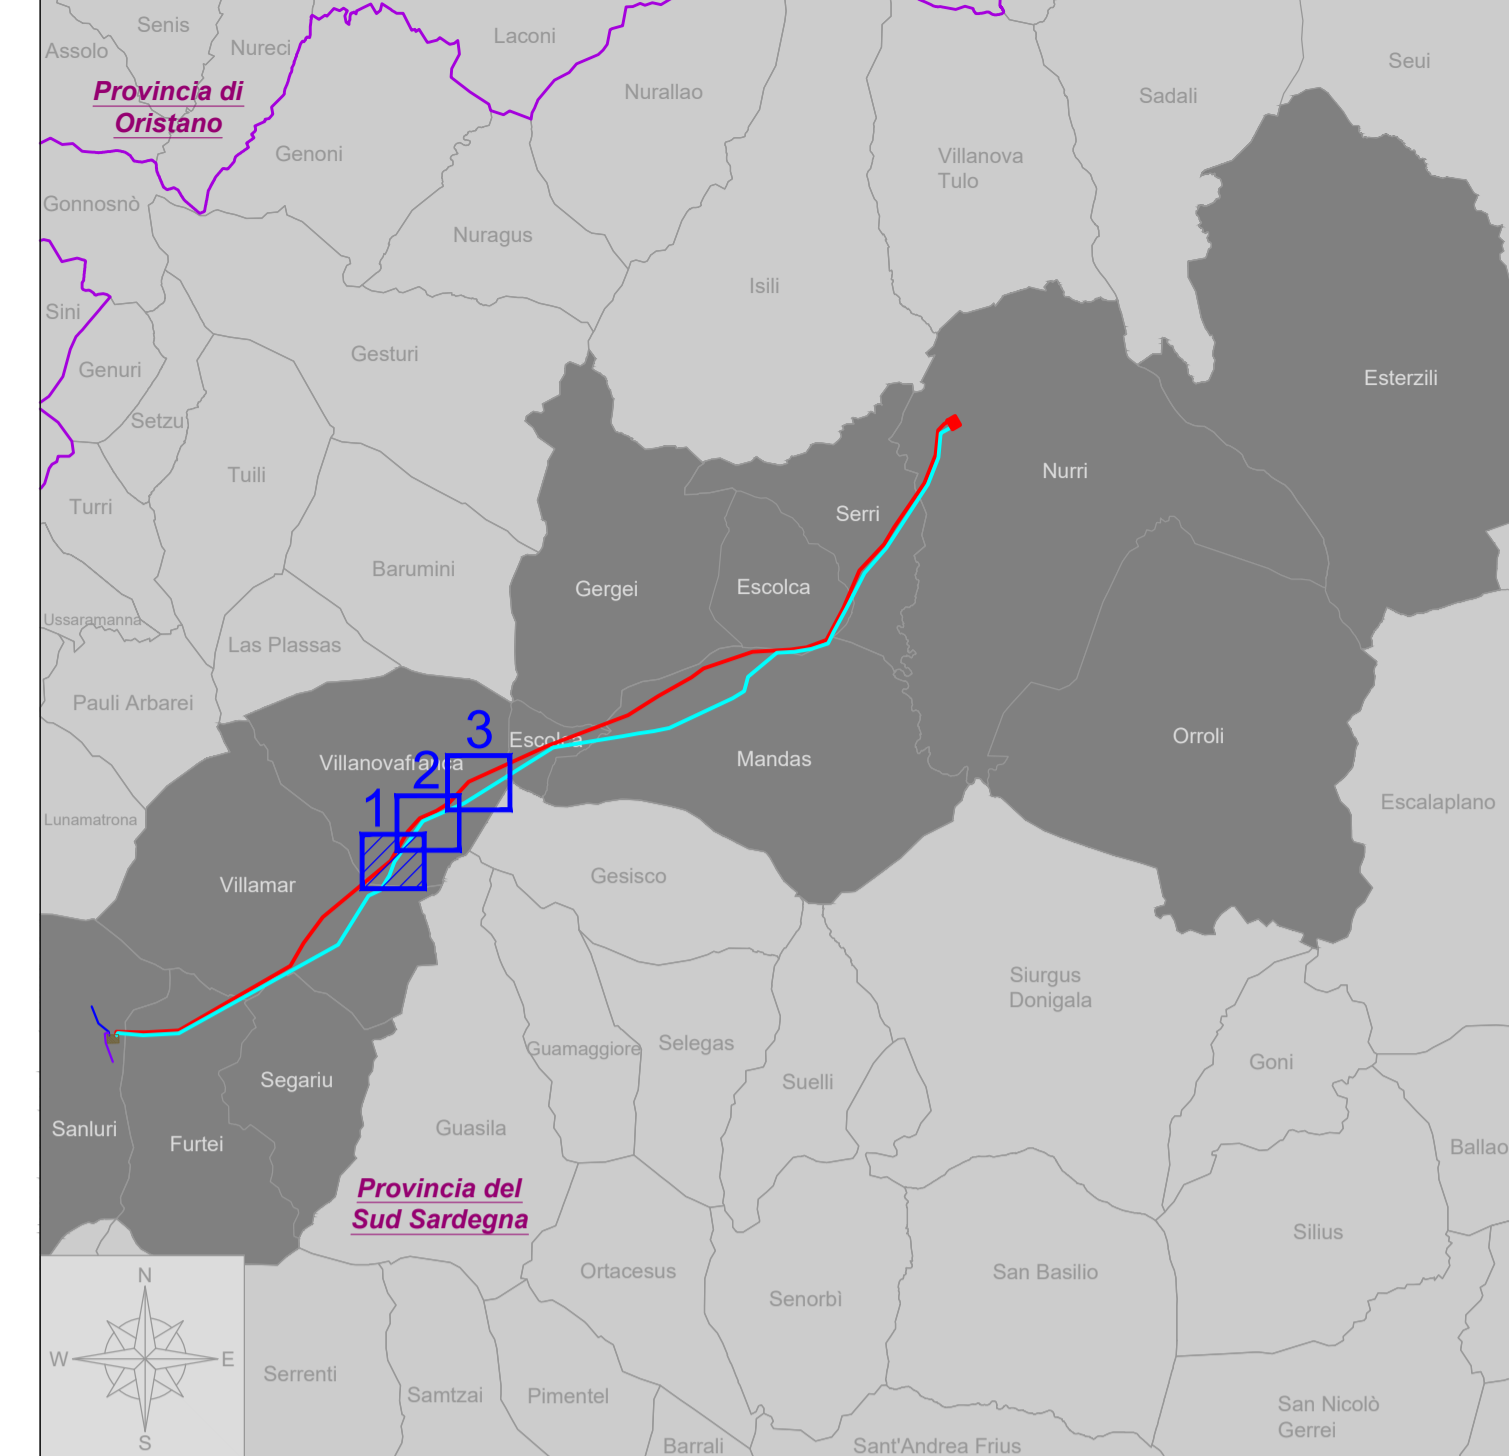 Senis
Assolo
Nureci
Laconi
Seui
Provincia di
Oristano
Nurallao
Sadali
Genoni
Villanova
Tulo
Gonnosnò
Nuragus
Isili
Sini
Gesturi
Genuri
Esterzili
Setzu
Tuili
Nurri
Turri
Serri
Barumini
Gergei
Escolca
Ussaramanna
Las Plassas
Pauli Arbarei
3
Escolca
Orroli
Villanovafranca
2
Mandas
1
Escalaplano
Lunamatrona
Gesisco
Villamar
Siurgus
Donigala
Guamaggiore
Selegas
Goni
Segariu
Suelli
Sanluri
Guasila
Furtei
Ballao
Provincia del
Sud Sardegna
Silius
N
Ortacesus
San Basilio
Senorbì
W
E
Serrenti
Samtzai
Pimentel
San Nicolò
Gerrei
S
Barrali
Sant'Andrea Frius